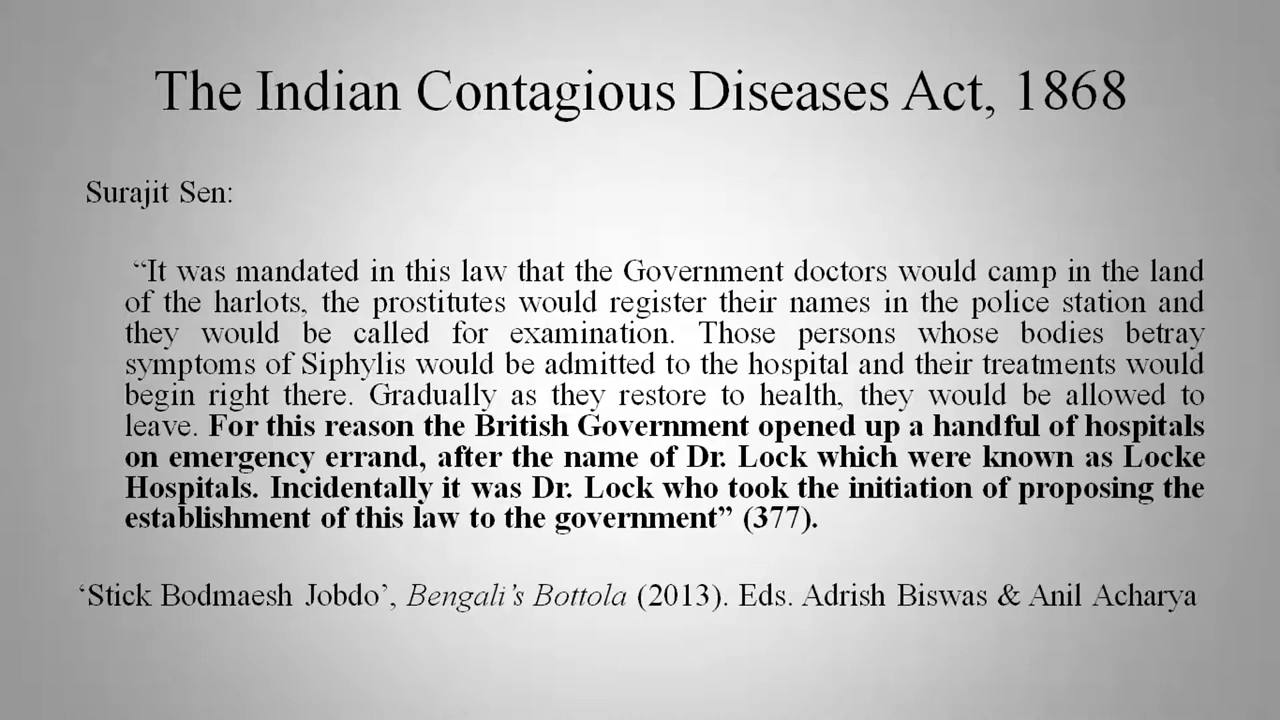 The Indian Contagious Diseases Act, 1868
Surajit Sen:
“It was mandated in this law that the Government doctors would camp in the land
of the harlots, the prostitutes would register their names in the police station and
they would be called for examination. Those persons whose bodies betray
symptoms of Siphylis would be admitted to the hospital and their treatments would
begin right there. Gradually as they restore to health, they would be allowed to
leave. For this reason the British Government opened up a handful of hospitals
on emergency errand, after the name of Dr. Lock which were known as Locke
Hospitals. Incidentally it was Dr. Lock who took the initiation of proposing the
establishment of this law to the government” (377).
‘Stick Bodmaesh Jobdo’, Bengali’s Bottola (2013). Eds. Adrish Biswas & Anil Acharya